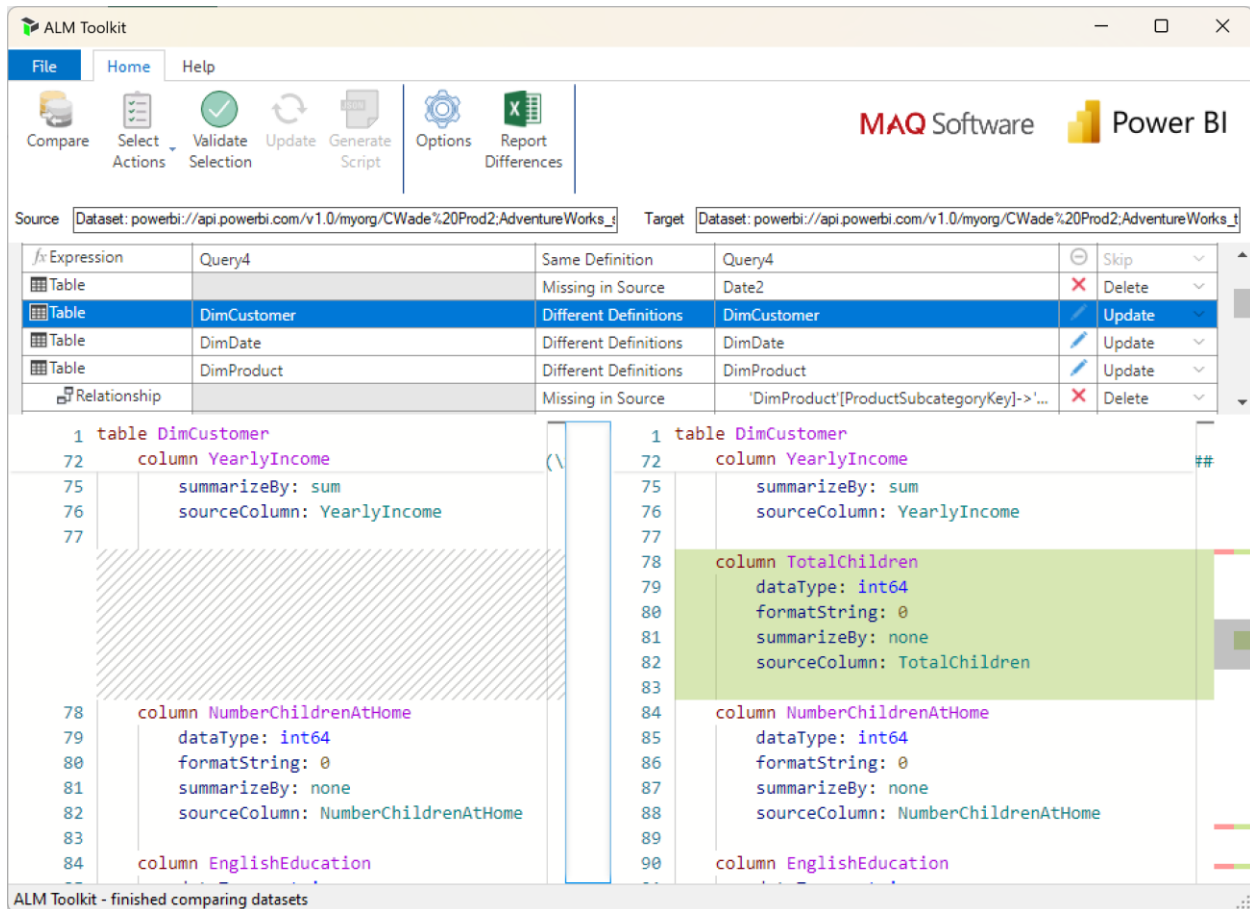 ALM Toolkit
File Home Help
Compare Select Actions Validate Selection Update Generate Script Options Report Differences
MAQ Software Power BI
Source Dataset: powerbi://api.powerbi.com/v1.0/myorg/CWade%20Prod2;AdventureWorks_s Target Dataset: powerbi://api.powerbi.com/v1.0/myorg/CWade%20Prod2;AdventureWorks_t
fx Expression Query4 Same Definition Query4 Skip
Table Missing in Source Date2 Delete
Table DimCustomer Different Definitions DimCustomer Update
Table DimDate Different Definitions DimDate Update
Table DimProduct Different Definitions DimProduct Update
Relationship Missing in Source 'DimProduct'[ProductSubcategoryKey]->'... Delete
1 table DimCustomer
72 column YearlyIncome (\
75 summarizeBy: sum
76 sourceColumn: YearlyIncome
77
78 column NumberChildrenAtHome
79 dataType: int64
80 formatString: 0
81 summarizeBy: none
82 sourceColumn: NumberChildrenAtHome
83
84 column EnglishEducation
1 table DimCustomer
72 column YearlyIncome ##
75 summarizeBy: sum
76 sourceColumn: YearlyIncome
77
78 column TotalChildren
79 dataType: int64
80 formatString: 0
81 summarizeBy: none
82 sourceColumn: TotalChildren
83
84 column NumberChildrenAtHome
85 dataType: int64
86 formatString: 0
87 summarizeBy: none
88 sourceColumn: NumberChildrenAtHome
89
90 column EnglishEducation
ALM Toolkit - finished comparing datasets